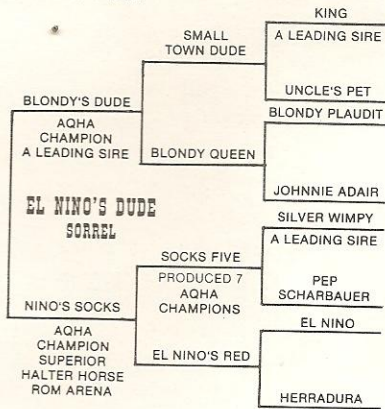 KING
A LEADING SIRE
SMALL
TOWN DUDE
UNCLE'S PET
BLONDY'S DUDE
AQHA
CHAMPION
A LEADING SIRE
BLONDY PLAUDIT
BLONDY QUEEN
JOHNNIE ADAIR
EL NINO'S DUDE
SORREL
SILVER WIMPY
A LEADING SIRE
SOCKS FIVE
PRODUCED 7
AQHA
CHAMPIONS
PEP
SCHARBAUER
NINO'S SOCKS
AQHA
CHAMPION
SUPERIOR
HALTER HORSE
ROM ARENA
EL NINO
EL NINO'S RED
HERRADURA